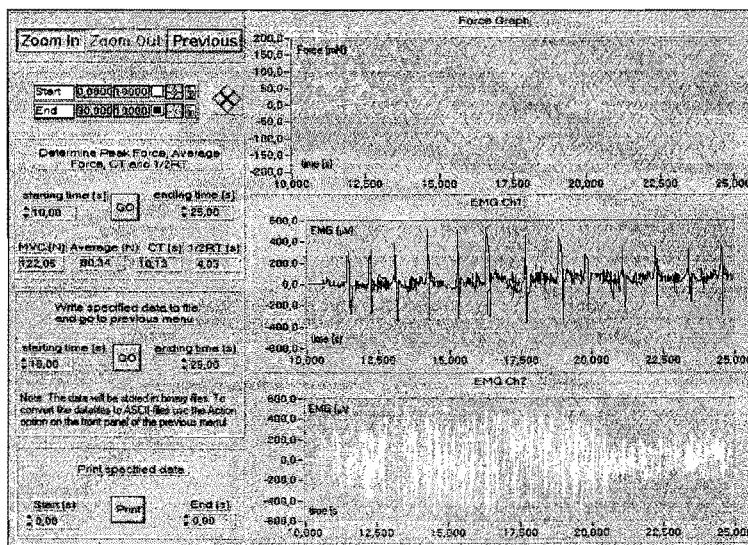 Zoom In Zoom Out Previous
Start
End
Determine Peak Force, Average
Force, CT and 1/2RT
starting time (s) GO ending time (s)
10,00 25,00
MVC (N) Average (N) CT (s) 1/2RT (s)
122,05 80,34 10,13 4,03
Write specified data to file
and go to previous menu
starting time (s) GO ending time (s)
25,00
Note: The data will be stored in binary files. To
convert the datafiles to ASCII-files use the Action
option on the front panel of the previous menu!
Print specified data
Start (s) Print End (s)
0,00 0,00
Force Graph
Force (mN)
200,0
150,0
100,0
50,0
0,0
-50,0
-100,0
-150,0
-200,0
time (s)
10,000 12,500 15,000 17,500 20,000 22,500 25,000
EMG Ch1
EMG (µV)
600,0
400,0
200,0
0,0
-200,0
-400,0
-600,0
time (s)
10,000 12,500 15,000 17,500 20,000 22,500 25,000
EMG Ch2
EMG (µV
600,0
400,0
200,0
0,0
-200,0
-400,0
-600,0
time (s
10,000 12,500 15,000 17,500 20,000 22,500 25,000